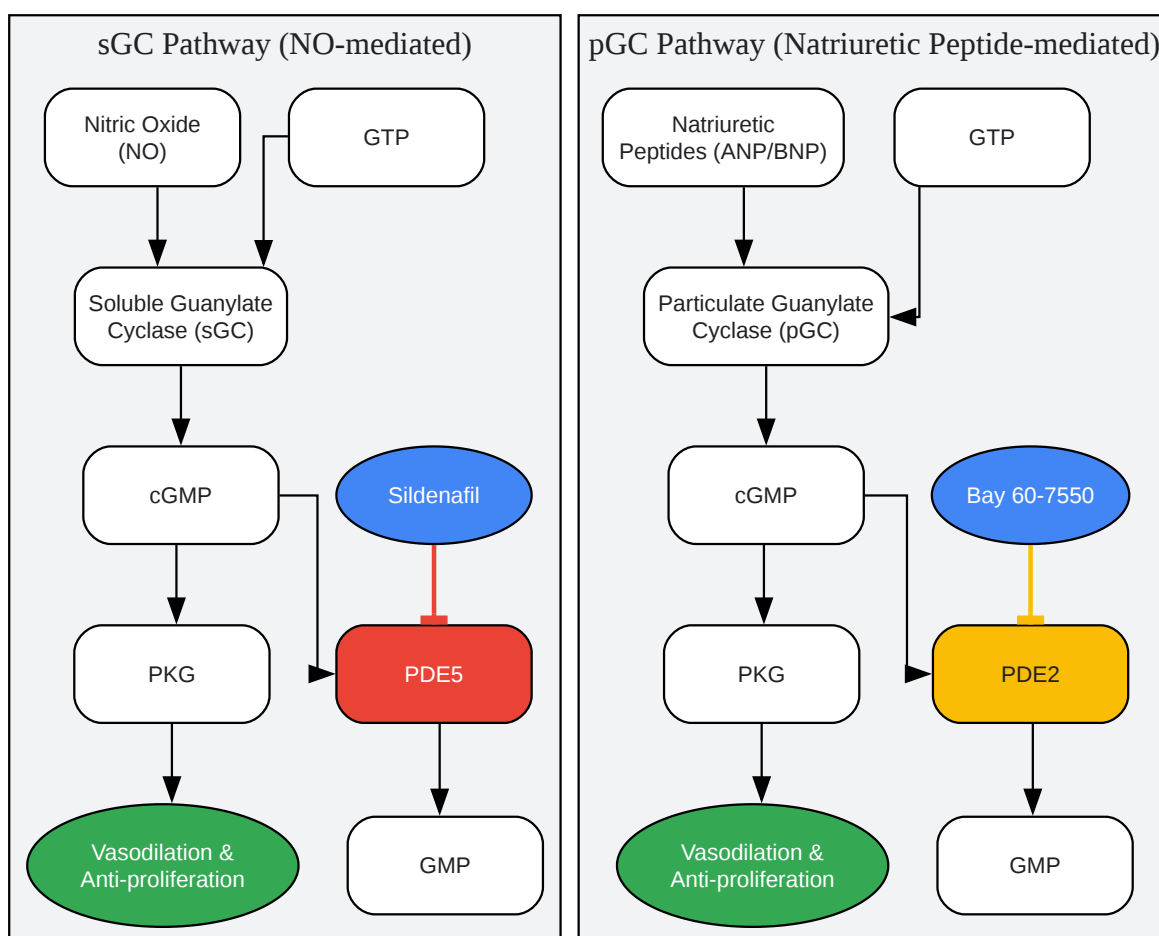 sGC Pathway (NO-mediated)
Nitric Oxide
(NO)
GTP
Soluble Guanylate
Cyclase (sGC)
cGMP
Sildenafil
PKG
PDE5
Vasodilation &
Anti-proliferation
GMP
pGC Pathway (Natriuretic Peptide-mediated)
Natriuretic
Peptides (ANP/BNP)
GTP
Particulate Guanylate
Cyclase (pGC)
cGMP
Bay 60-7550
PKG
PDE2
Vasodilation &
Anti-proliferation
GMP